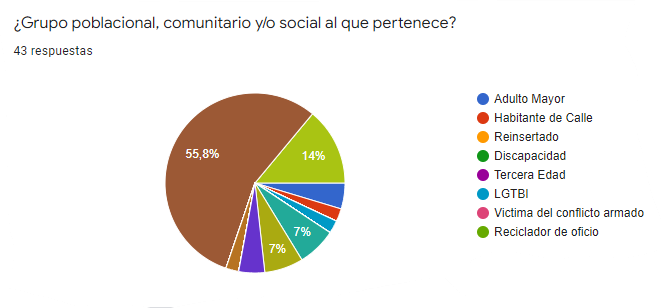 ¿Grupo poblacional, comunitario y/o social al que pertenece?
43 respuestas
55,8%
14%
7%
7%
Adulto Mayor
Habitante de Calle
Reinsertado
Discapacidad
Tercera Edad
LGTBI
Victima del conflicto armado
Reciclador de oficio